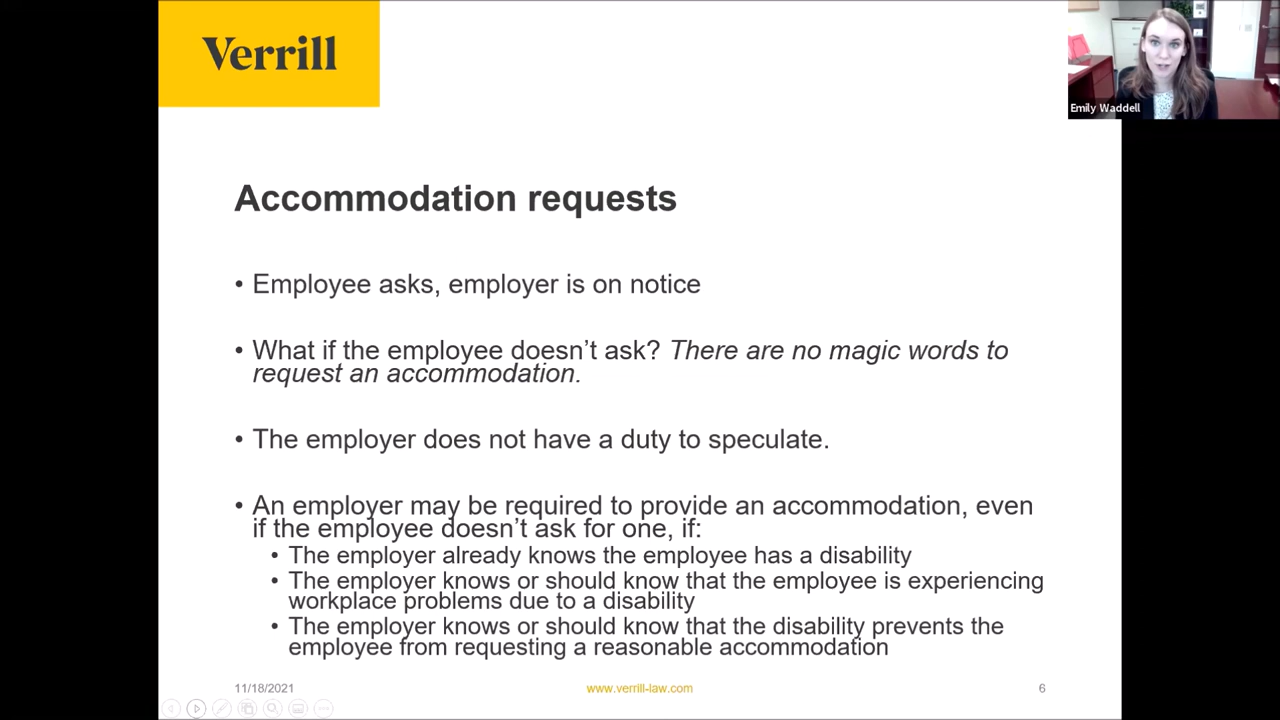 Verrill
Emily Waddell
Accommodation requests
• Employee asks, employer is on notice
• What if the employee doesn’t ask? There are no magic words to
request an accommodation.
• The employer does not have a duty to speculate.
• An employer may be required to provide an accommodation, even
if the employee doesn’t ask for one, if:
• The employer already knows the employee has a disability
• The employer knows or should know that the employee is experiencing
workplace problems due to a disability
• The employer knows or should know that the disability prevents the
employee from requesting a reasonable accommodation
11/18/2021
www.verrill-law.com
6